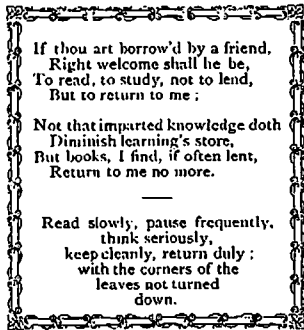 If thou art borrow'd by a friend,
Right welcome shall he be,
To read, to study, not to lend,
But to return to me ;
Not that imparted knowledge doth
Diminish learning's store,
But books, I find, if often lent,
Return to me no more.
Read slowly, pause frequently,
think seriously,
keep cleanly, return duly ;
with the corners of the
leaves not turned
down.